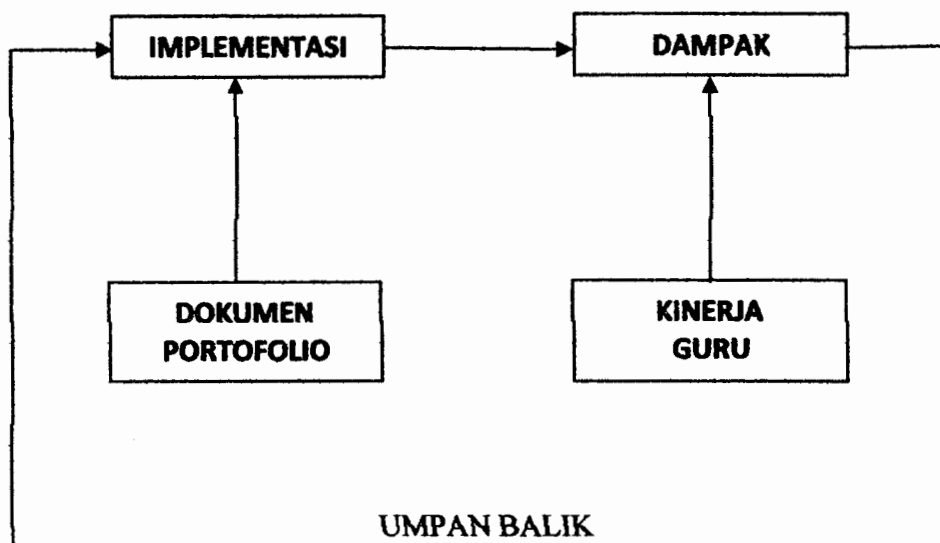 IMPLEMENTASI
DAMPAK
DOKUMEN
PORTOFOLIO
KINERJA
GURU
UMPAN BALIK